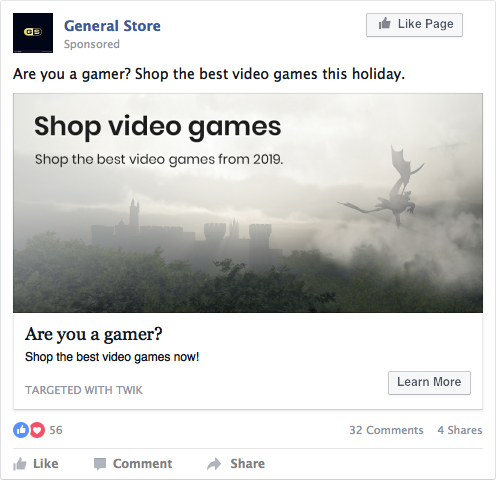 GS
General Store
Sponsored
Like Page
Are you a gamer? Shop the best video games this holiday.
Shop video games
Shop the best video games from 2019.
Are you a gamer?
Shop the best video games now!
TARGETED WITH TWIK
Learn More
56
32 Comments
4 Shares
Like
Comment
Share